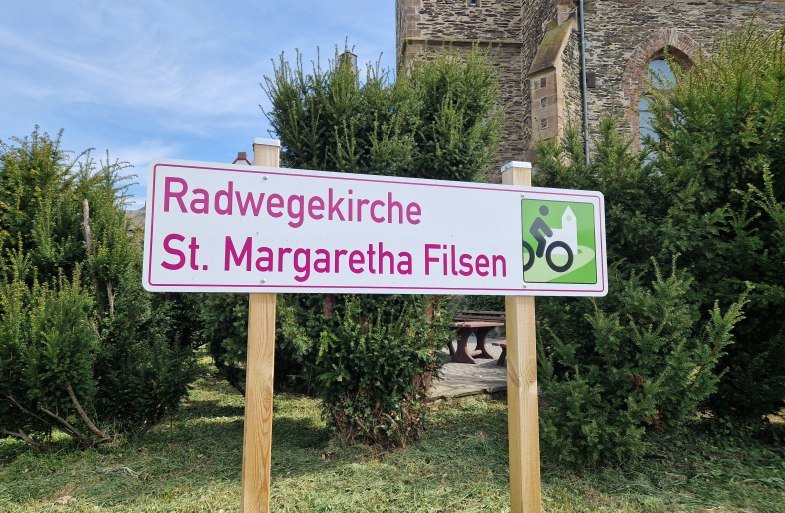 Radwegekirche
St. Margaretha Filsen